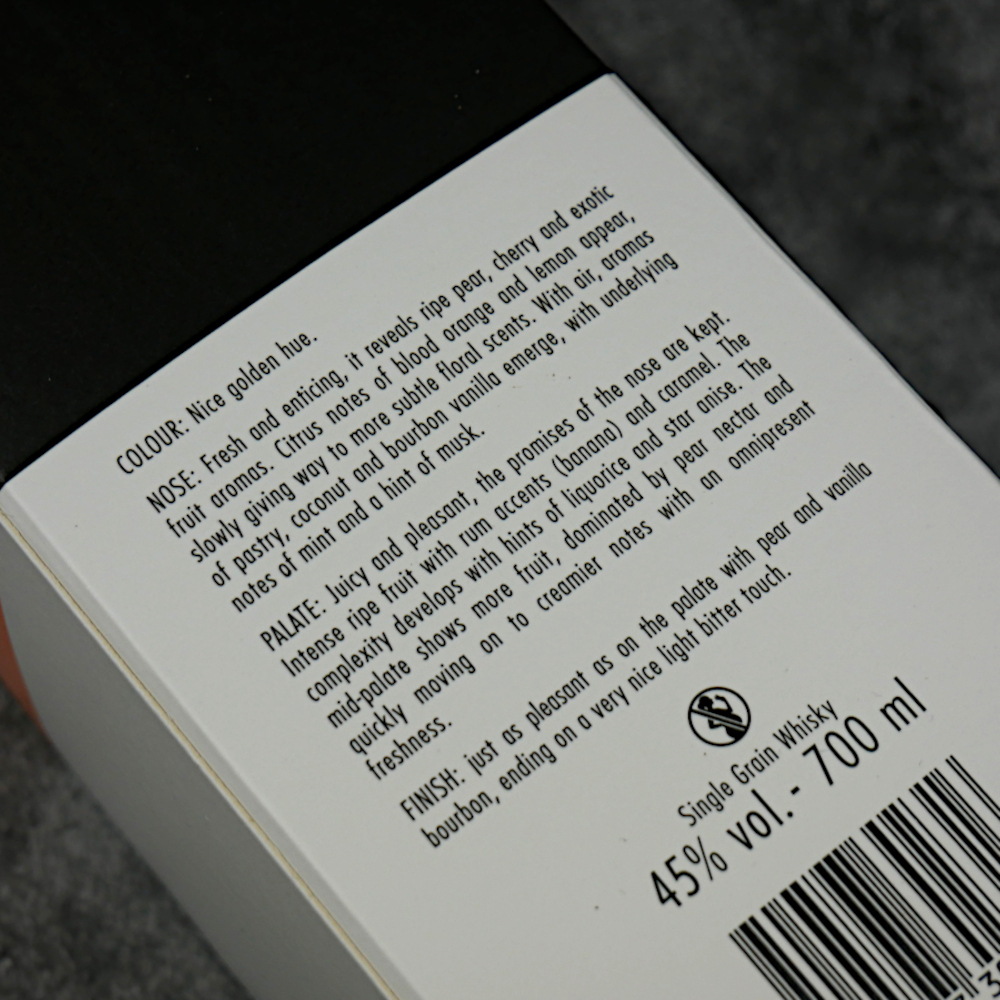 COLOUR: Nice golden hue.
NOSE: Fresh and enticing, it reveals ripe pear, cherry and exotic
fruit aromas. Citrus notes of blood orange and lemon appear,
slowly giving way to more subtle floral scents. With air, aromas
of pastry, coconut and bourbon vanilla emerge, with underlying
notes of mint and a hint of musk.
PALATE: Juicy and pleasant, the promises of the nose are kept.
Intense ripe fruit with rum accents (banana) and caramel. The
complexity develops with hints of liquorice and star anise. The
mid-palate shows more fruit, dominated by pear nectar and
quickly moving on to creamier notes with an omnipresent
freshness.
FINISH: just as pleasant as on the palate with pear and vanilla
bourbon, ending on a very nice light bitter touch.
Single Grain Whisky
45% vol.- 700 ml